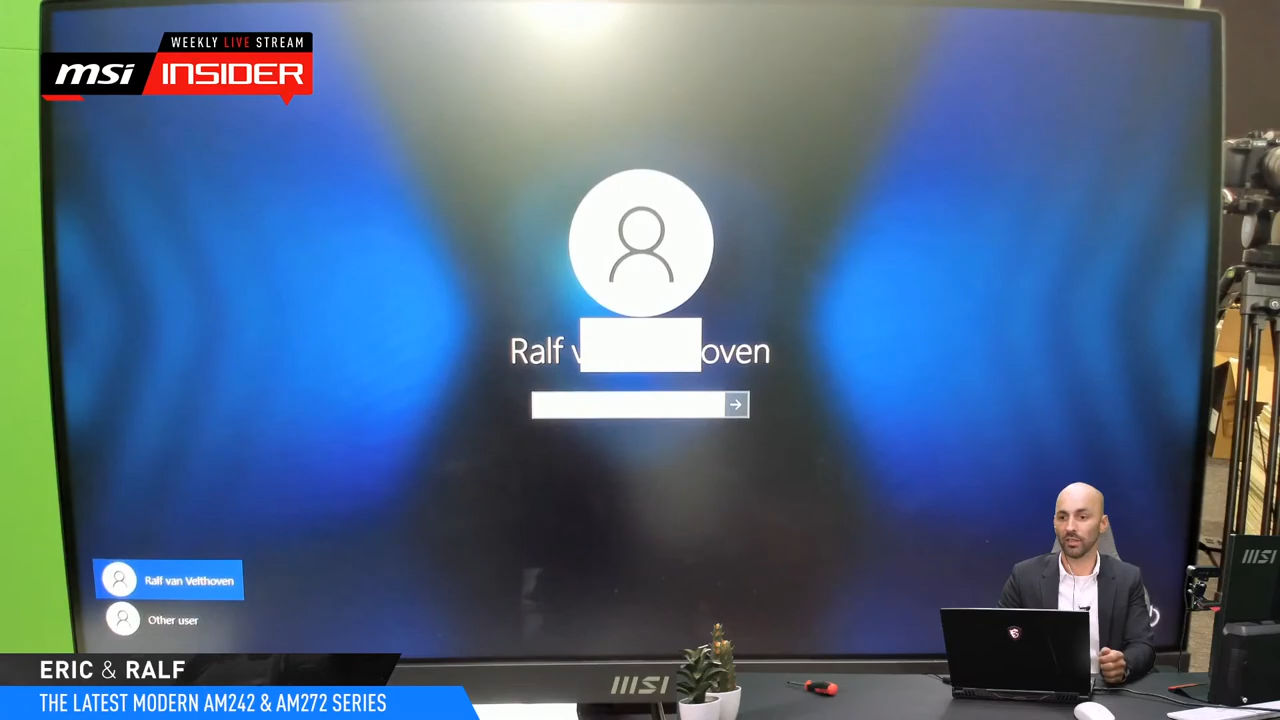 WEEKLY LIVE STREAM
msi INSIDER
Ralf v oven
Ralf van Velthoven
Other user
msi
msi
ERIC & RALF
THE LATEST MODERN AM242 & AM272 SERIES